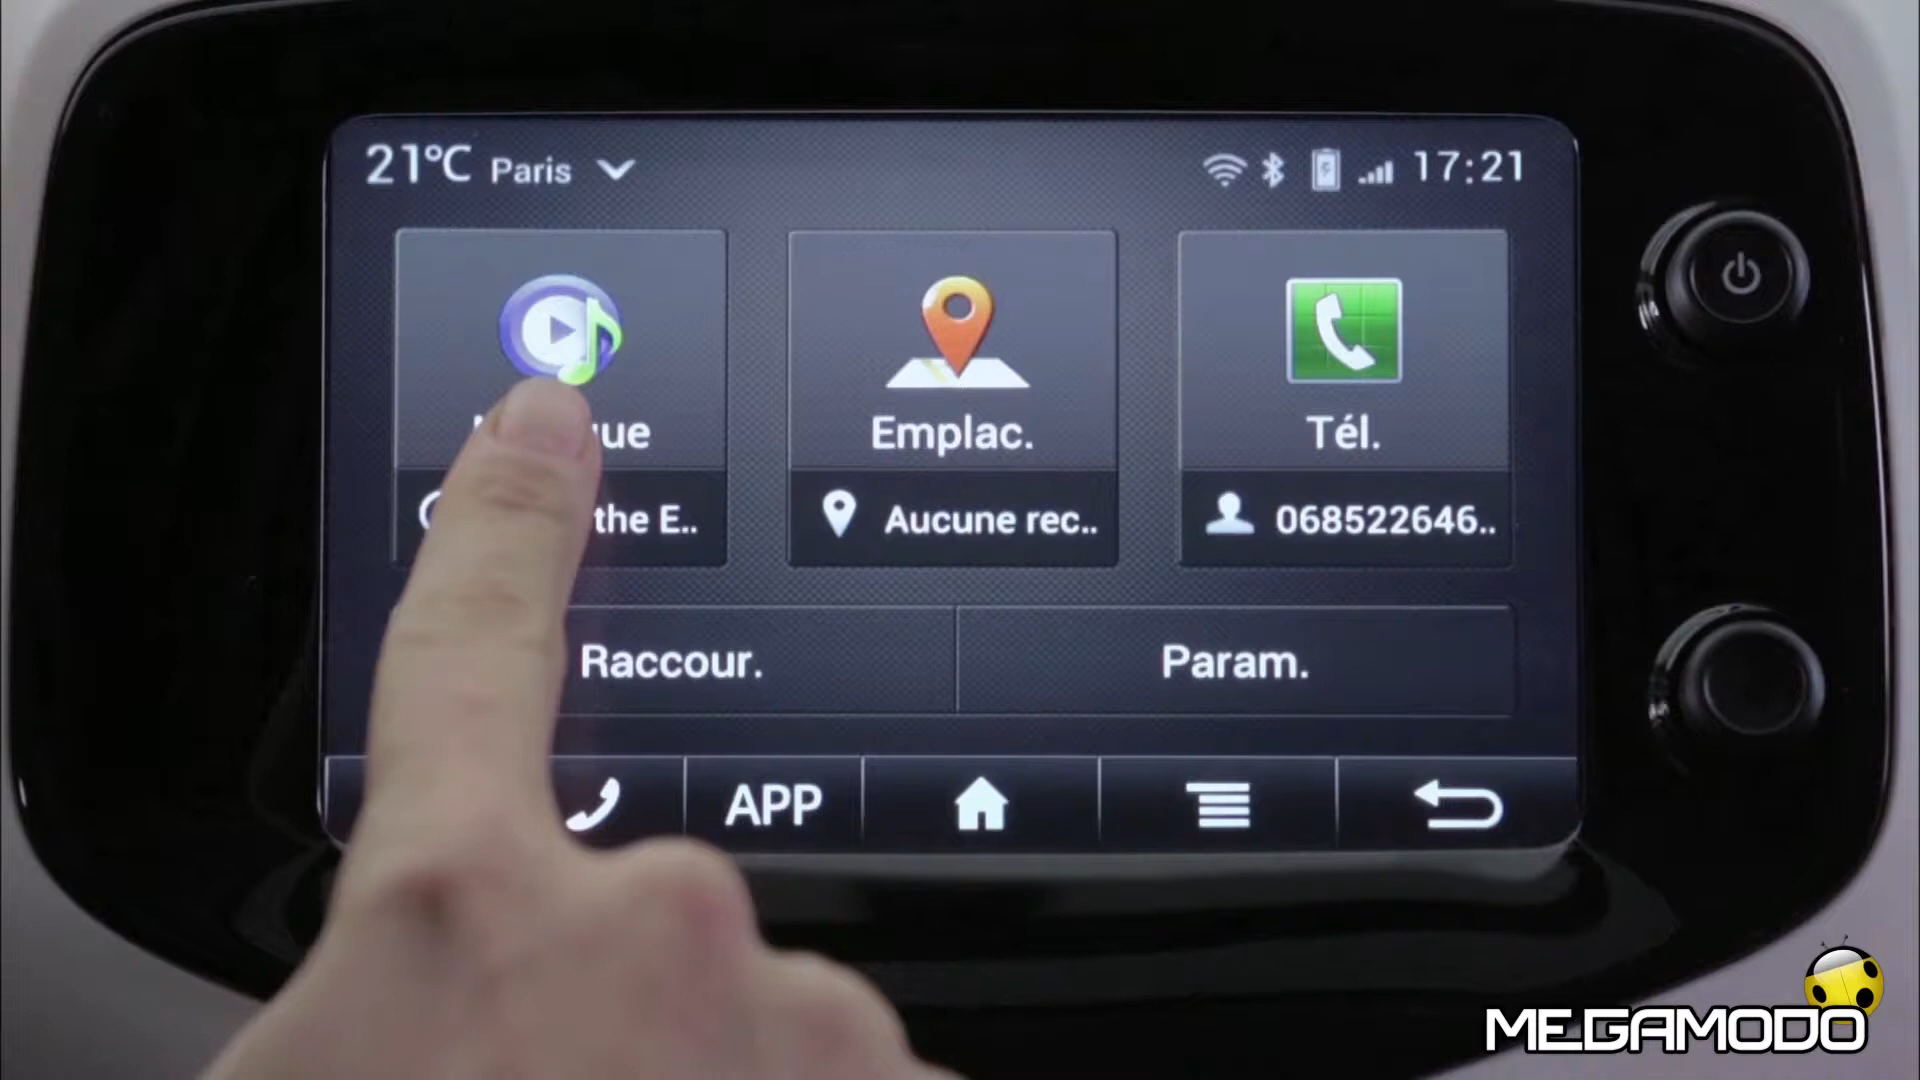 21°C Paris
17:21
ue
Emplac.
Tél.
the E..
Aucune rec..
068522646..
Raccour.
Param.
APP
MEGAMODO